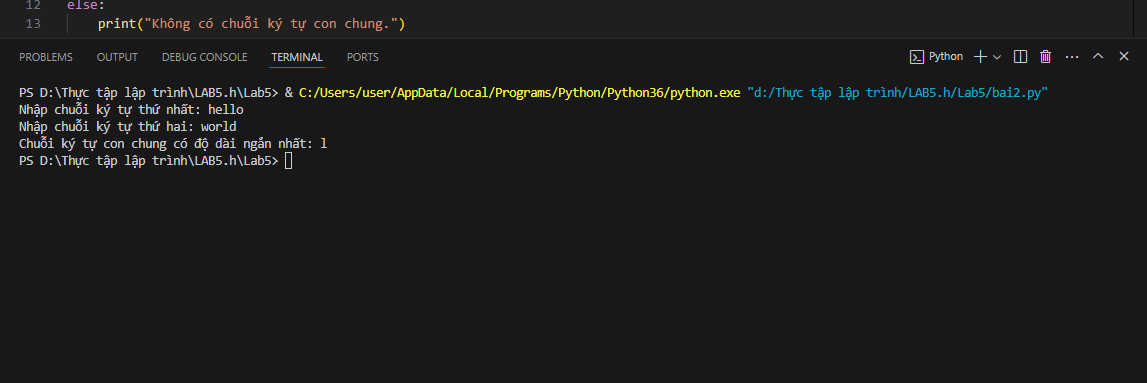 12 else:
13 print("Không có chuỗi ký tự con chung.")
PROBLEMS OUTPUT DEBUG CONSOLE TERMINAL PORTS Python
PS D:\Thực tập lập trình\LAB5.h\Lab5> & C:/Users/user/AppData/Local/Programs/Python/Python36/python.exe "d:/Thực tập lập trình/LAB5.h/Lab5/bai2.py"
Nhập chuỗi ký tự thứ nhất: hello
Nhập chuỗi ký tự thứ hai: world
Chuỗi ký tự con chung có độ dài ngắn nhất: l
PS D:\Thực tập lập trình\LAB5.h\Lab5>